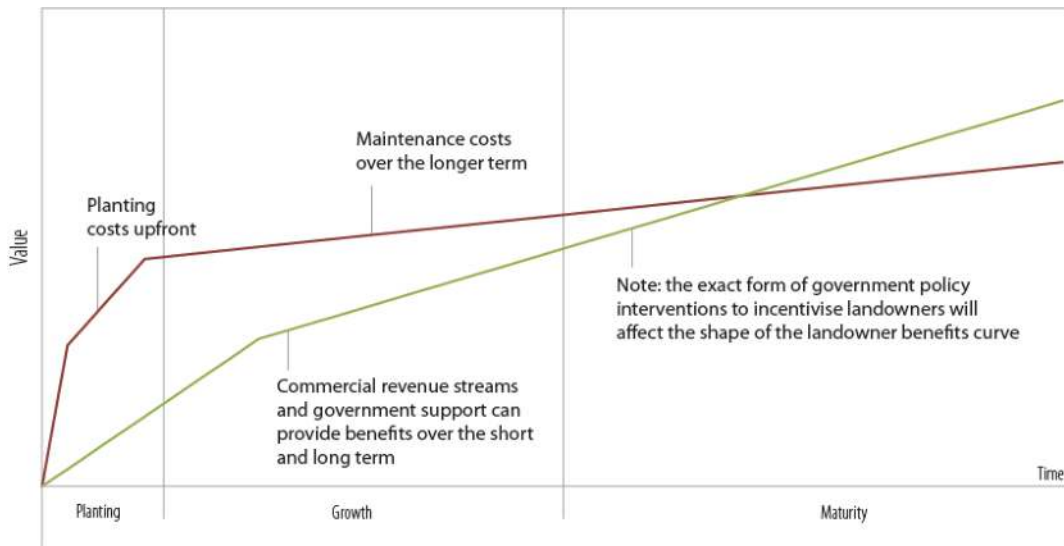 Maintenance costs
over the longer term
Planting
costs upfront
Value
Note: the exact form of government policy
interventions to incentivise landowners will
affect the shape of the landowner benefits curve
Commercial revenue streams
and government support can
provide benefits over the short
and long term
Time
Planting
Growth
Maturity